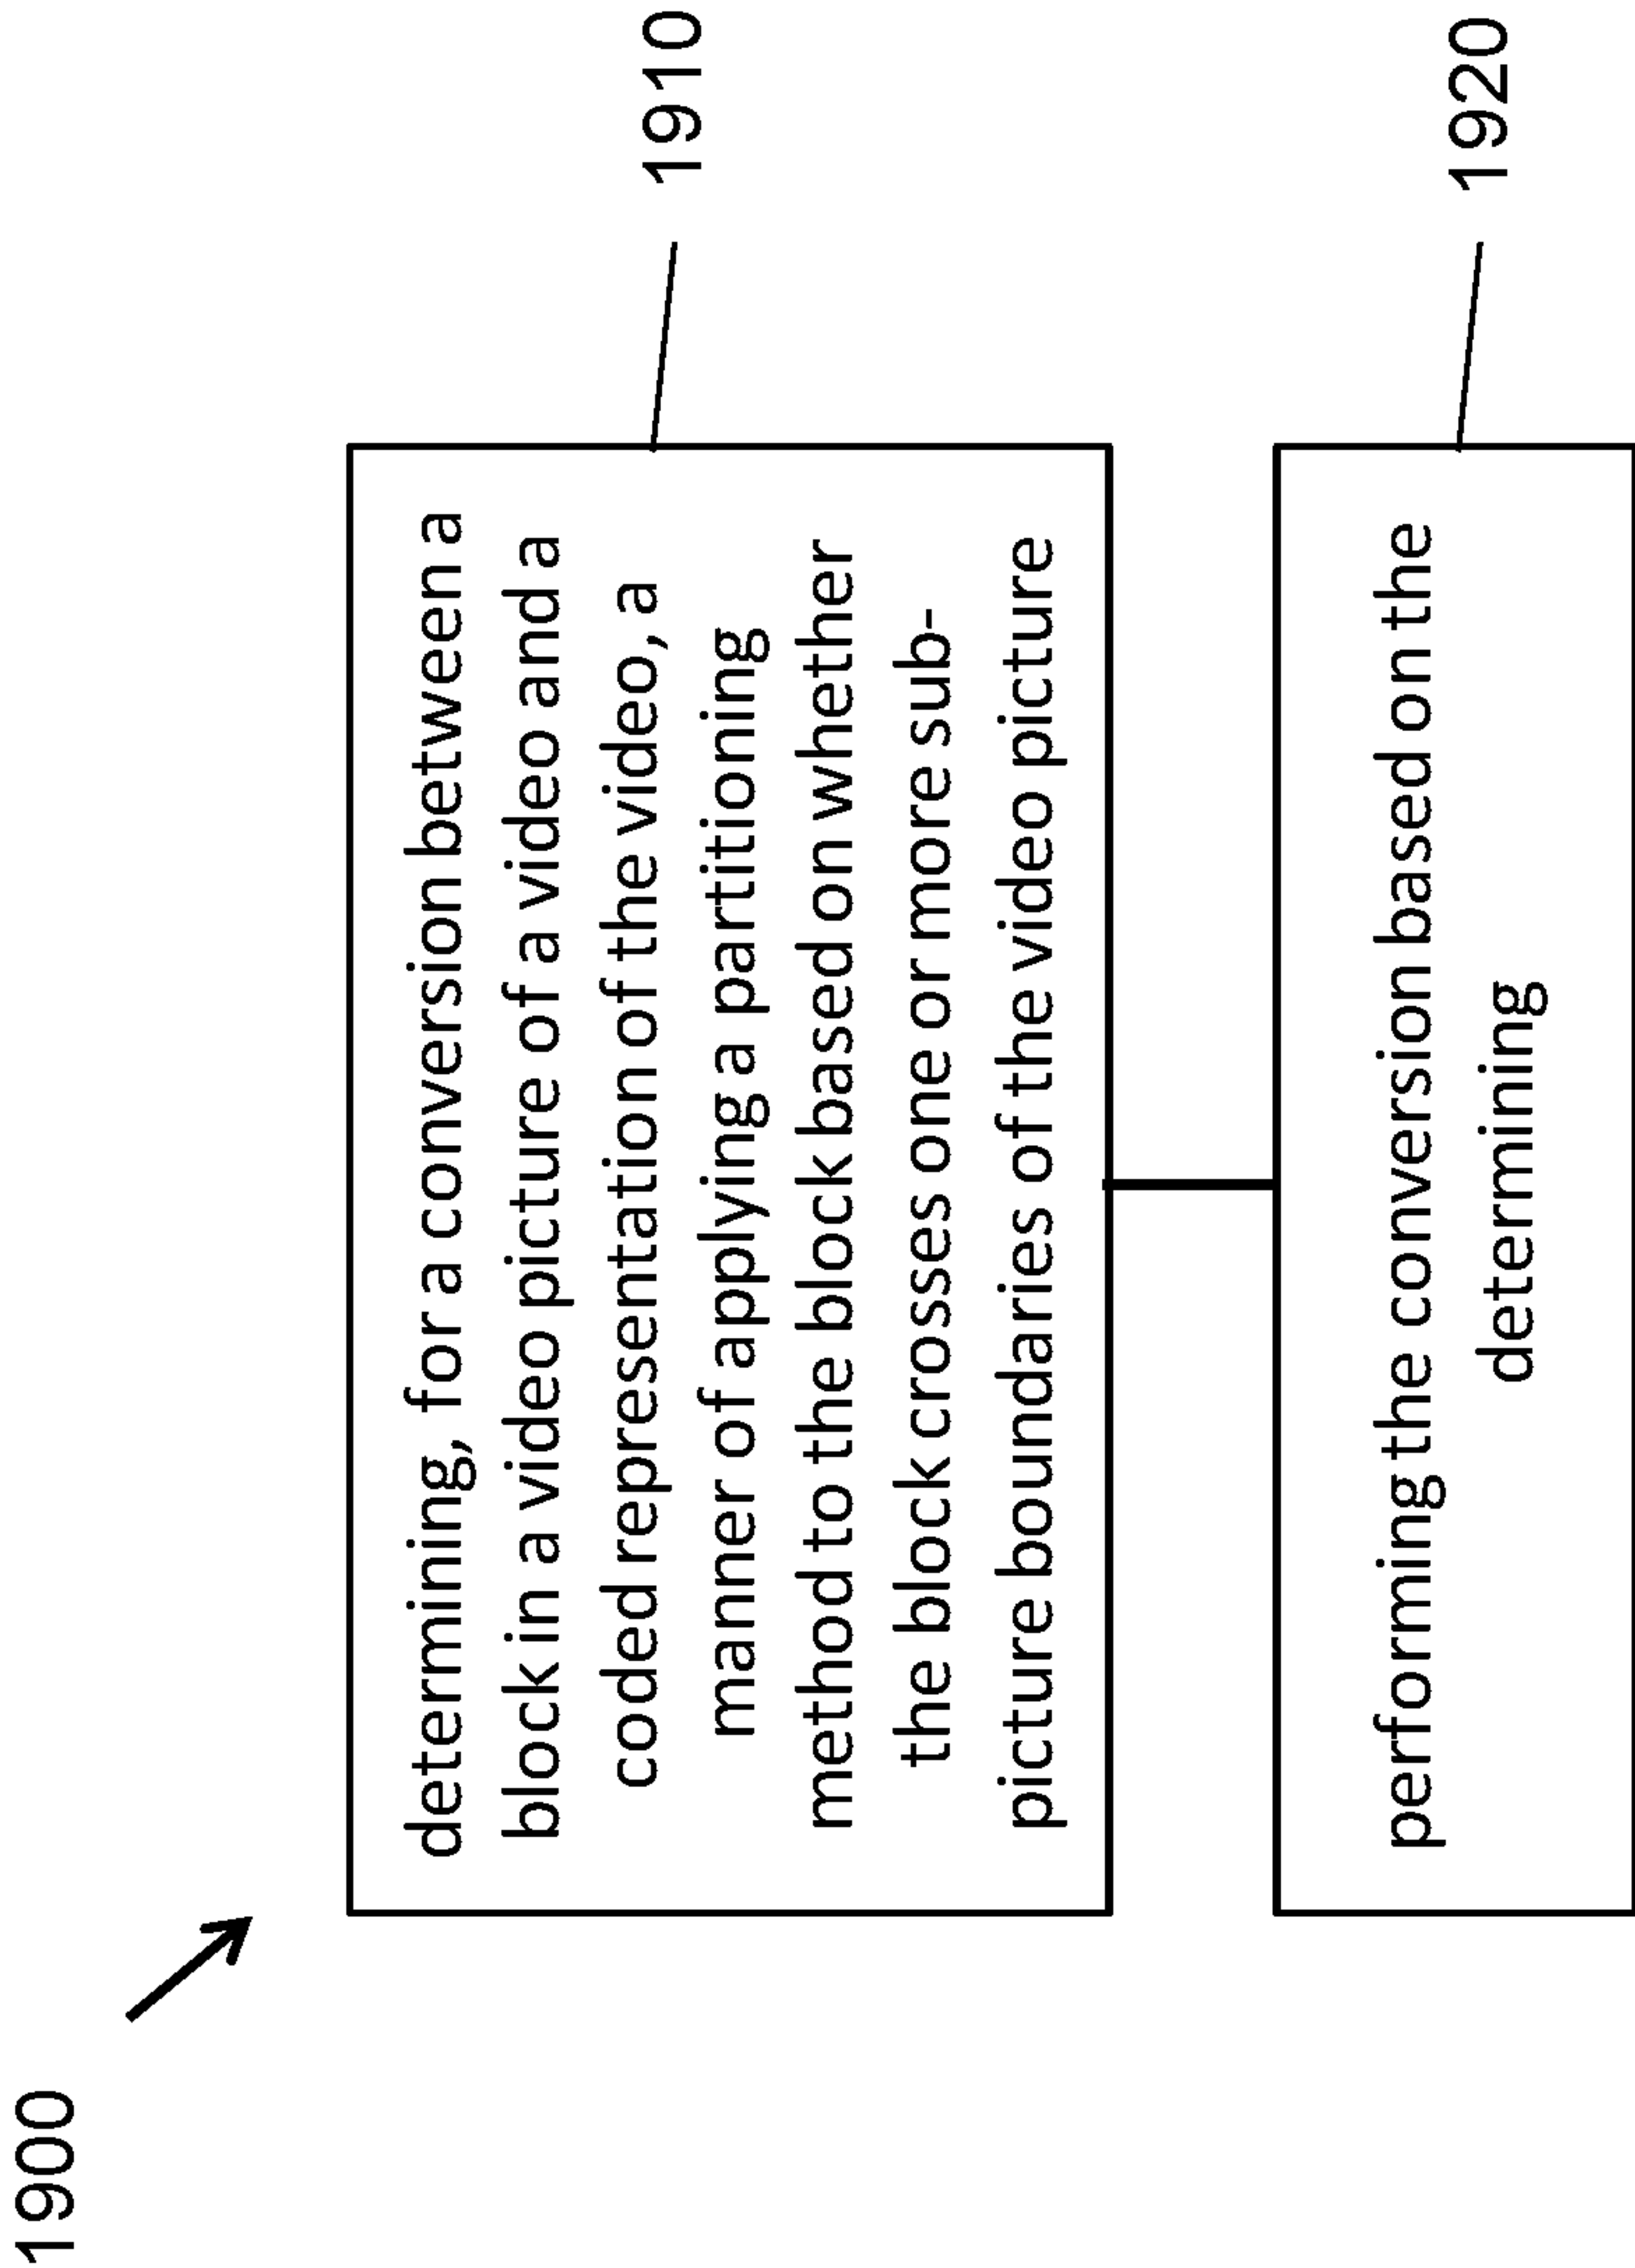 1900
determining, for a conversion between a
block in a video picture of a video and a
coded representation of the video, a
manner of applying a partitioning
method to the block based on whether
the block crosses one or more sub-
picture boundaries of the video picture
1910
performing the conversion based on the
determining
1920